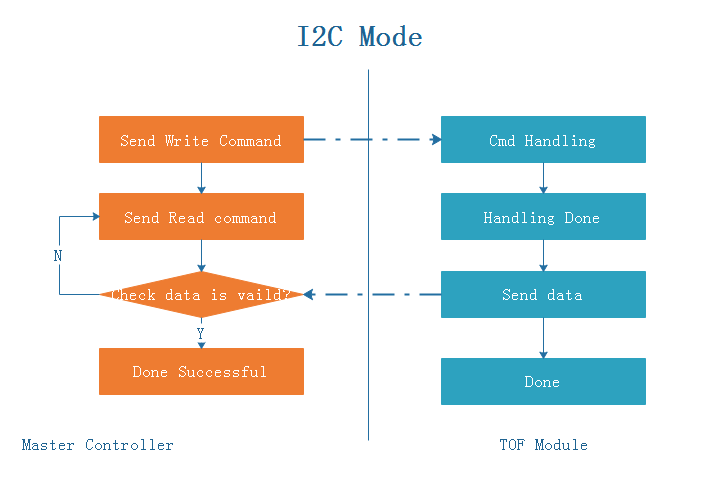 I2C Mode
Send Write Command
Cmd Handling
Send Read command
Handling Done
N
Check data is vaild?
Send data
Y
Done Successful
Done
Master Controller
TOF Module